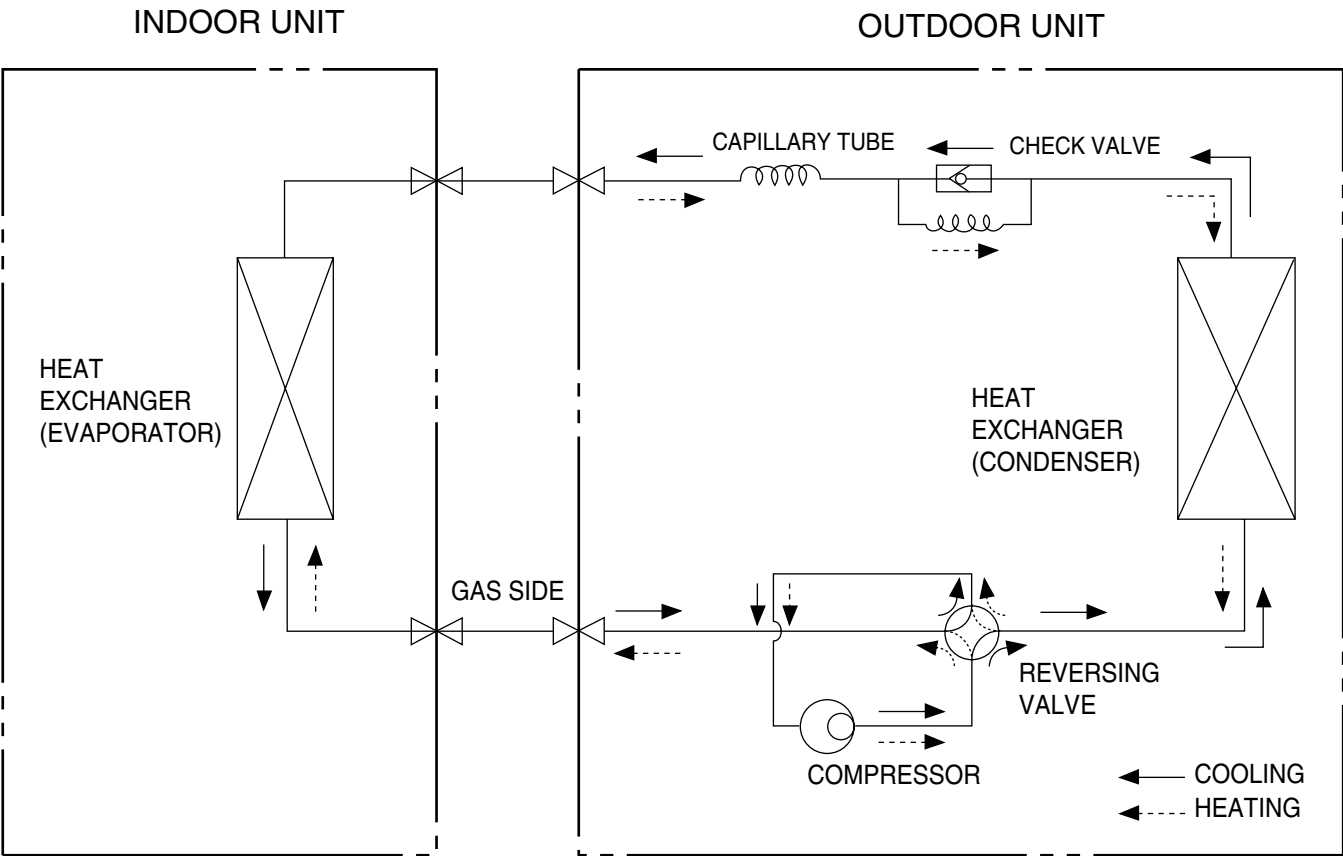 INDOOR UNIT
OUTDOOR UNIT
CAPILLARY TUBE
CHECK VALVE
HEAT
EXCHANGER
(EVAPORATOR)
HEAT
EXCHANGER
(CONDENSER)
GAS SIDE
REVERSING
VALVE
COMPRESSOR
COOLING
HEATING